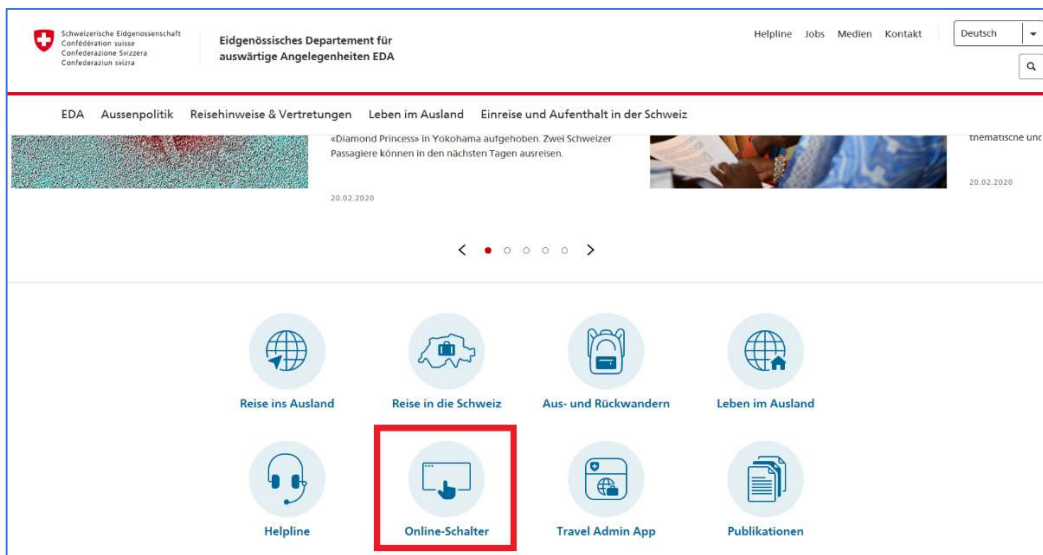 Schweizerische Eidgenossenschaft
Confédération suisse
Confederazione Svizzera
Confederaziun svizra
Eidgenössisches Departement für
auswärtige Angelegenheiten EDA
Helpline Jobs Medien Kontakt
Deutsch
EDA Aussenpolitik Reisehinweise & Vertretungen Leben im Ausland Einreise und Aufenthalt in der Schweiz
«Diamond Princess» in Yokohama aufgehoben. Zwei Schweizer
Passagiere können in den nächsten Tagen ausreisen.
20.02.2020
thematische und
20.02.2020
Reise ins Ausland
Reise in die Schweiz
Aus- und Rückwandern
Leben im Ausland
Helpline
Online-Schalter
Travel Admin App
Publikationen